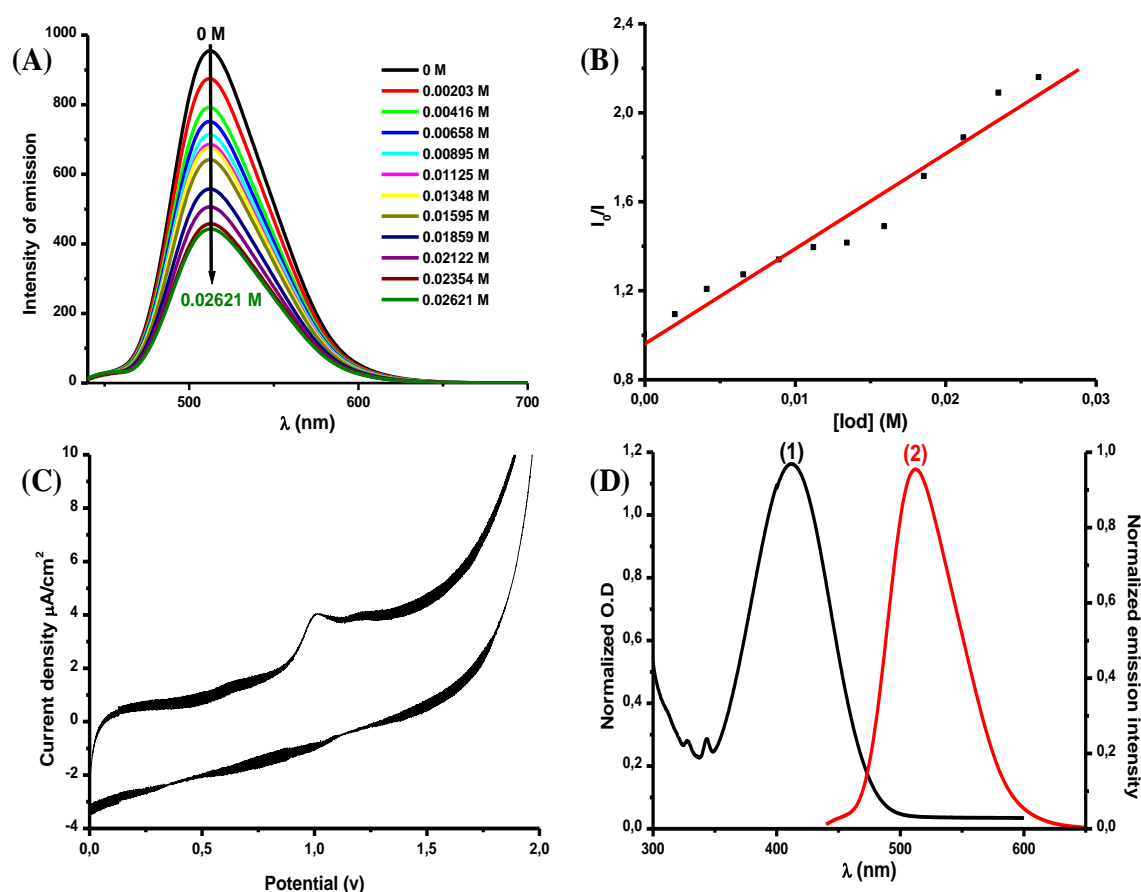 (A)
1000
800
600
400
200
0
500
600
700
Intensity of emission
λ (nm)
0 M
0.02621 M
0 M
0.00203 M
0.00416 M
0.00658 M
0.00895 M
0.01125 M
0.01348 M
0.01595 M
0.01859 M
0.02122 M
0.02354 M
0.02621 M
(B)
2,4
2,0
1,6
1,2
0,8
0,00
0,01
0,02
0,03
I0/I
[Iod] (M)
(C)
10
8
6
4
2
0
-2
-4
0,0
0,5
1,0
1,5
2,0
Current density µA/cm²
Potential (v)
(D)
1,2
1,0
0,8
0,6
0,4
0,2
0,0
300
400
500
600
1,0
0,8
0,6
0,4
0,2
0,0
(1)
(2)
Normalized O.D
Normalized emission
intensity
λ (nm)